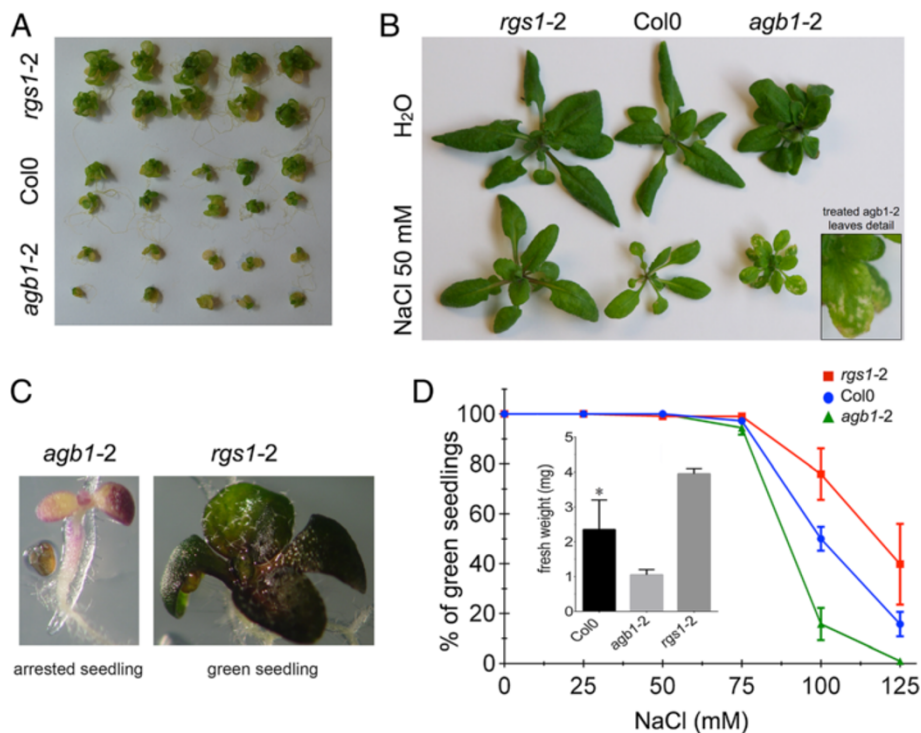 A
rgs1-2
Col0
agb1-2
B
rgs1-2 Col0 agb1-2
H₂O
NaCl 50 mM
treated agb1-2
leaves detail
C
agb1-2 rgs1-2
arrested seedling green seedling
D
rgs1-2
Col0
agb1-2
% of green seedlings
100
80
60
40
20
0
0 25 50 75 100 125
NaCl (mM)
fresh weight (mg)
5
4
3
2
1
0
*
Col0 agb1-2 rgs1-2